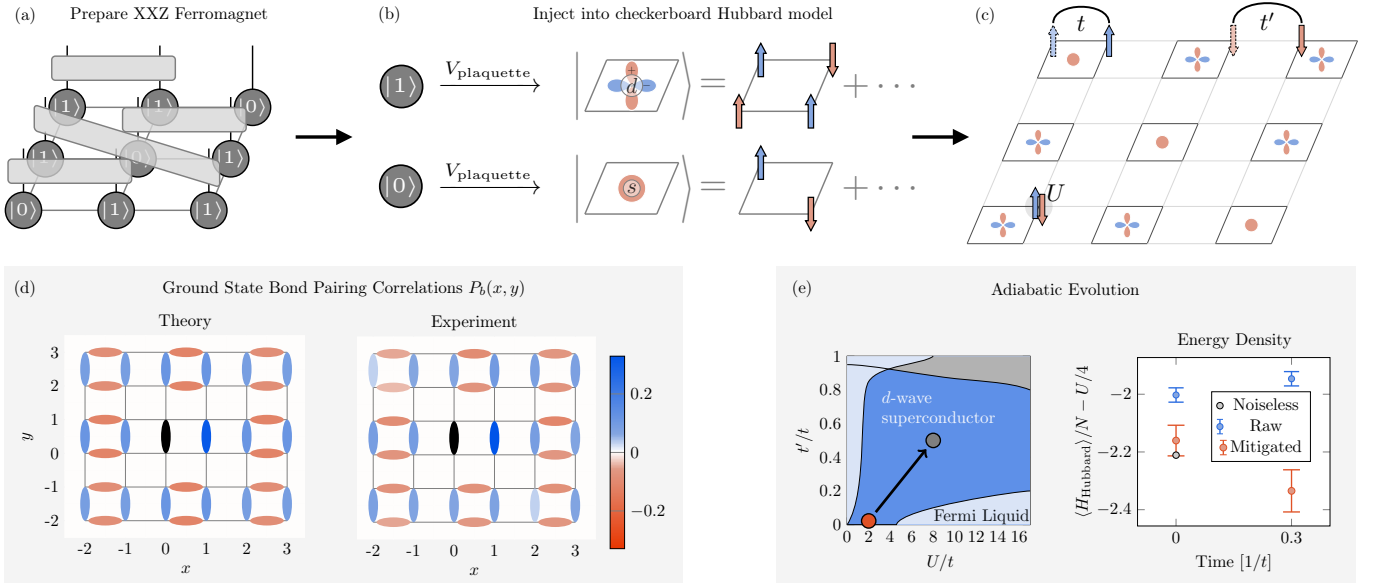 (a) Prepare XXZ Ferromagnet
|1⟩ |1⟩ |0⟩
|1⟩ |0⟩ |1⟩
|0⟩ |1⟩ |1⟩
(b) Inject into checkerboard Hubbard model
|1⟩ V_plaquette | + d − ⟩ = + ···
|0⟩ V_plaquette | s ⟩ = + ···
(c)
t t′
U
(d) Ground State Bond Pairing Correlations P_b(x, y)
Theory
3
2
1
0
-1
-2
y
-2 -1 0 1 2 3
x
Experiment
-2 -1 0 1 2 3
x
0.2
0
−0.2
(e) Adiabatic Evolution
1
0.8
0.6
0.4
0.2
0
t′/t
d-wave
superconductor
Fermi Liquid
0 2 4 6 8 10 12 14 16
U/t
Energy Density
⟨H_Hubbard⟩/N − U/4
−2
−2.2
−2.4
Noiseless
Raw
Mitigated
0 0.3
Time [1/t]